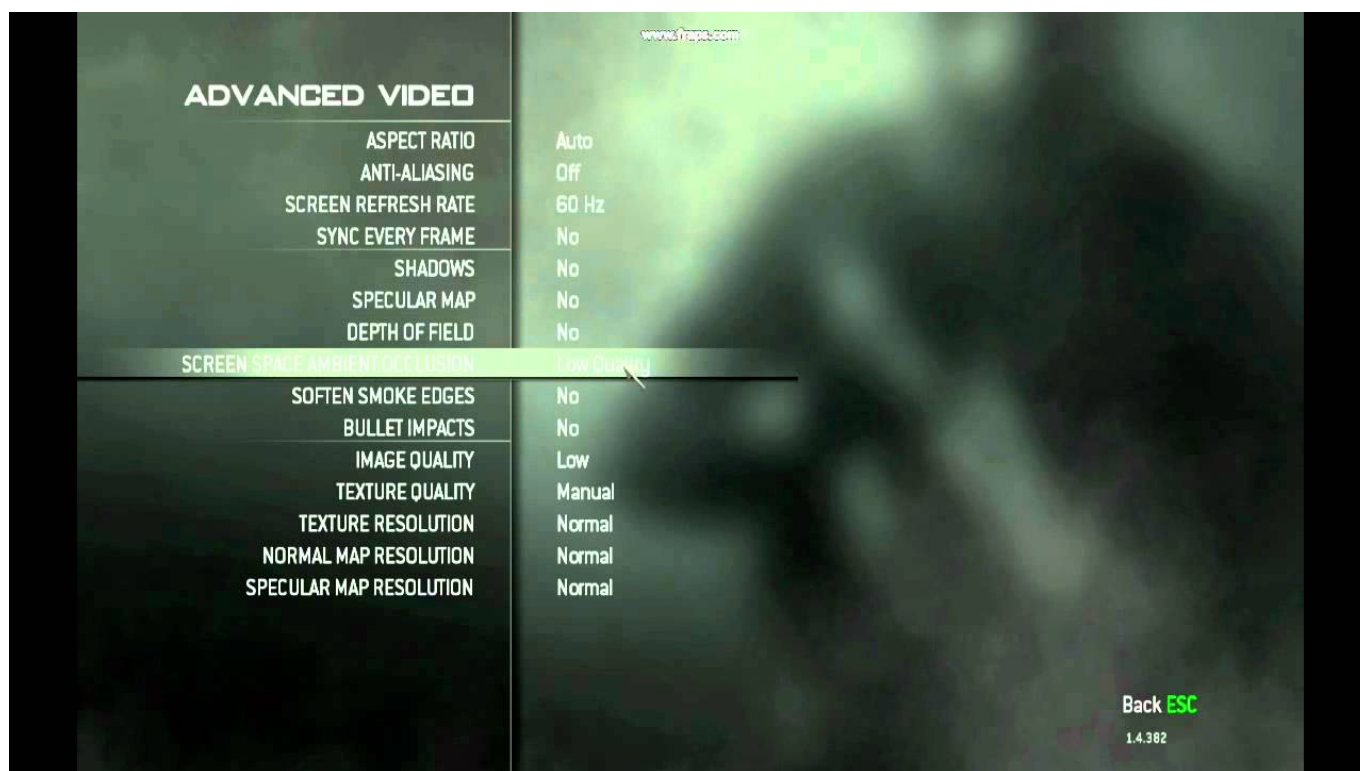 www.fraps.com
ADVANCED VIDEO
ASPECT RATIO Auto
ANTI-ALIASING Off
SCREEN REFRESH RATE 60 Hz
SYNC EVERY FRAME No
SHADOWS No
SPECULAR MAP No
DEPTH OF FIELD No
SCREEN SPACE AMBIENT OCCLUSION Low Quality
SOFTEN SMOKE EDGES No
BULLET IMPACTS No
IMAGE QUALITY Low
TEXTURE QUALITY Manual
TEXTURE RESOLUTION Normal
NORMAL MAP RESOLUTION Normal
SPECULAR MAP RESOLUTION Normal
Back ESC
1.4.382